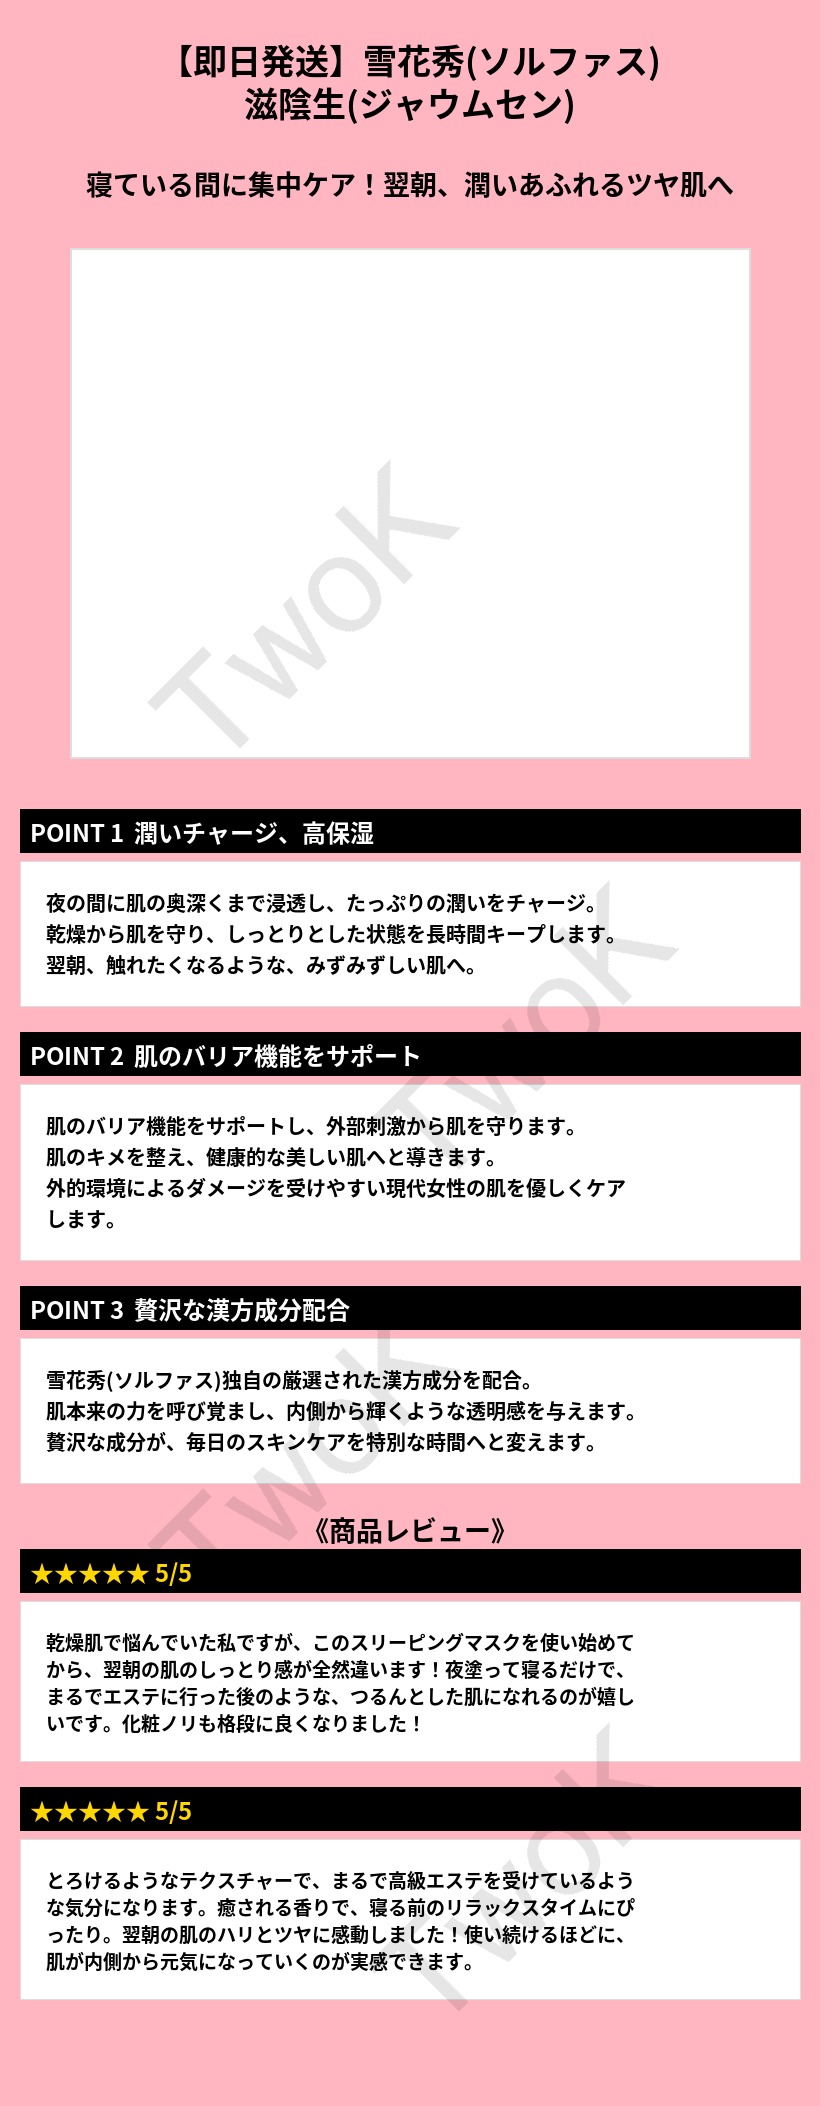 【即日発送】雪花秀(ソルファス)
滋陰生(ジャウムセン)
寝ている間に集中ケア！翌朝、潤いあふれるツヤ肌へ
TwoK
POINT 1 潤いチャージ、高保湿
夜の間に肌の奥深くまで浸透し、たっぷりの潤いをチャージ。
乾燥から肌を守り、しっとりとした状態を長時間キープします。
翌朝、触れたくなるような、みずみずしい肌へ。
TwoK
POINT 2 肌のバリア機能をサポート
肌のバリア機能をサポートし、外部刺激から肌を守ります。
肌のキメを整え、健康的な美しい肌へと導きます。
外的環境によるダメージを受けやすい現代女性の肌を優しくケア
します。
POINT 3 贅沢な漢方成分配合
雪花秀(ソルファス)独自の厳選された漢方成分を配合。
肌本来の力を呼び覚まし、内側から輝くような透明感を与えます。
贅沢な成分が、毎日のスキンケアを特別な時間へと変えます。
TwoK
《商品レビュー》
★★★★★ 5/5
乾燥肌で悩んでいた私ですが、このスリーピングマスクを使い始めて
から、翌朝の肌のしっとり感が全然違います！夜塗って寝るだけで、
まるでエステに行った後のような、つるんとした肌になれるのが嬉し
いです。化粧ノリも格段に良くなりました！
★★★★★ 5/5
とろけるようなテクスチャーで、まるで高級エステを受けているよう
な気分になります。癒される香りで、寝る前のリラックスタイムにぴ
ったり。翌朝の肌のハリとツヤに感動しました！使い続けるほどに、
肌が内側から元気になっていくのが実感できます。
TwoK